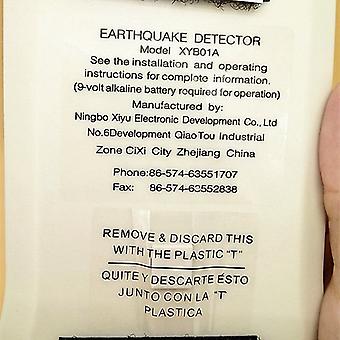 EARTHQUAKE DETECTOR
Model XYB01A
See the installation and operating
instructions for complete information.
(9-volt alkaline battery required for operation)
Manufactured by:
Ningbo Xiyu Electronic Development Co., Ltd
No.6Development QiaoTou Industrial
Zone CiXi City Zhejiang China
Phone:86-574-63551707
Fax: 86-574-63552838
REMOVE & DISCARD THIS
WITH THE PLASTIC "T"
QUITE Y DESCARTE ÉSTO
JUNTO CON LA "T"
PLASTICA